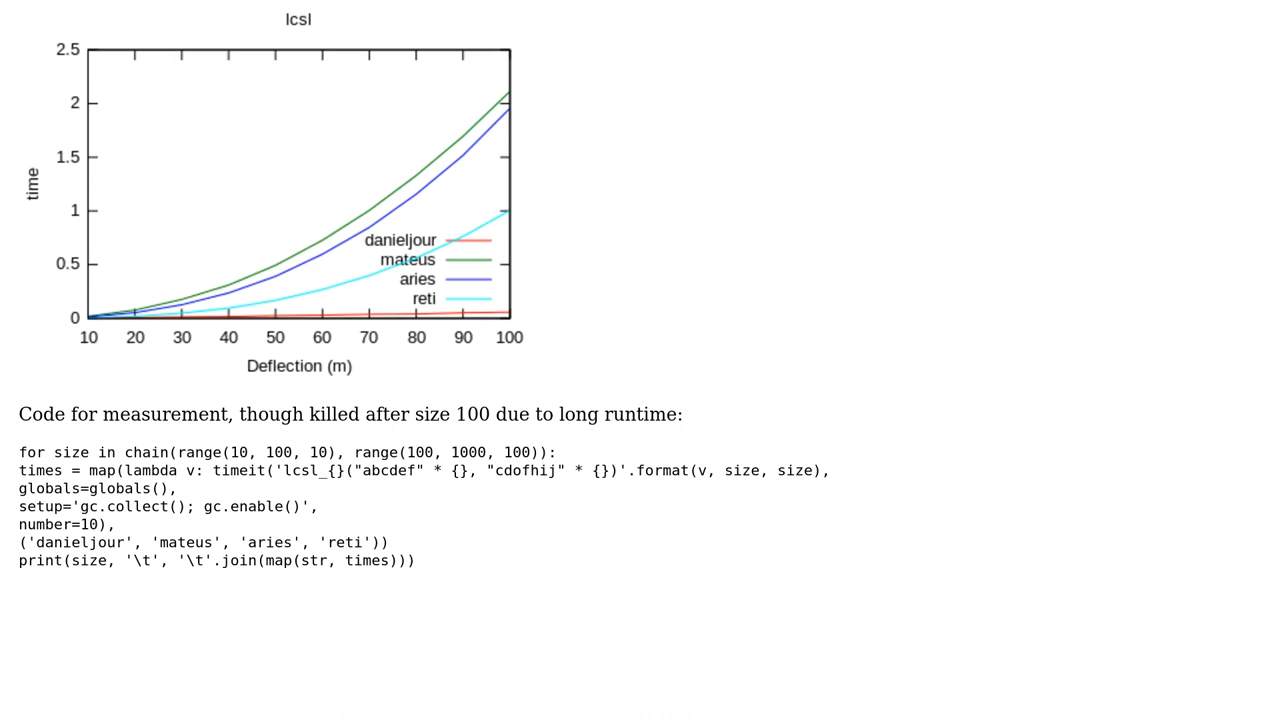 lcsl
2.5
2
1.5
1
0.5
0
time
danieljour
mateus
aries
reti
10 20 30 40 50 60 70 80 90 100
Deflection (m)
Code for measurement, though killed after size 100 due to long runtime:
for size in chain(range(10, 100, 10), range(100, 1000, 100)):
times = map(lambda v: timeit('lcsl_{}("abcdef" * {}, "cdofhij" * {})'.format(v, size, size),
globals=globals(),
setup='gc.collect(); gc.enable()',
number=10),
('danieljour', 'mateus', 'aries', 'reti'))
print(size, '\t', '\t'.join(map(str, times)))